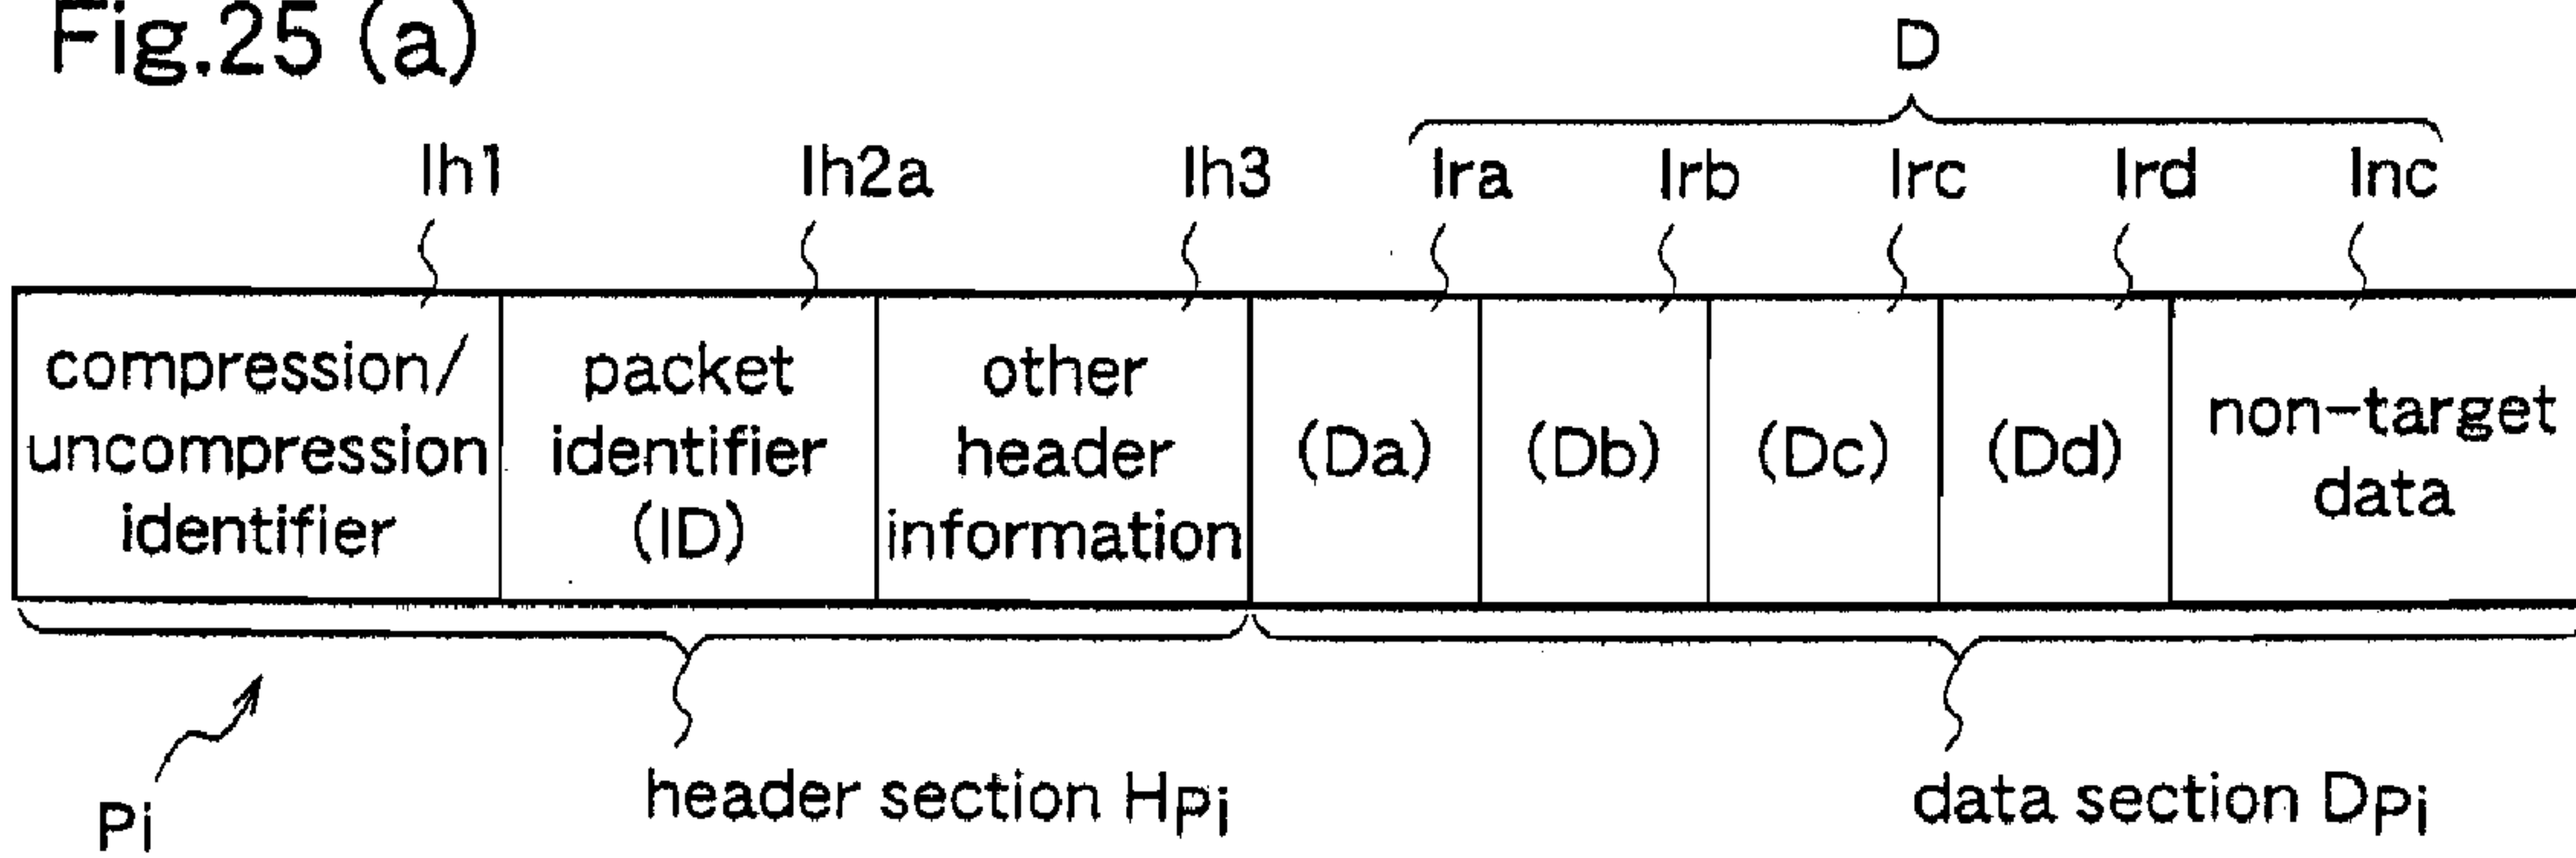 Fig.25 (a)
D
Ih1 Ih2a Ih3 Ira Irb Irc Ird Inc
compression/
uncompression
identifier
packet
identifier
(ID)
other
header
information
(Da)
(Db)
(Dc)
(Dd)
non-target
data
Pi
header section HPi
data section DPi